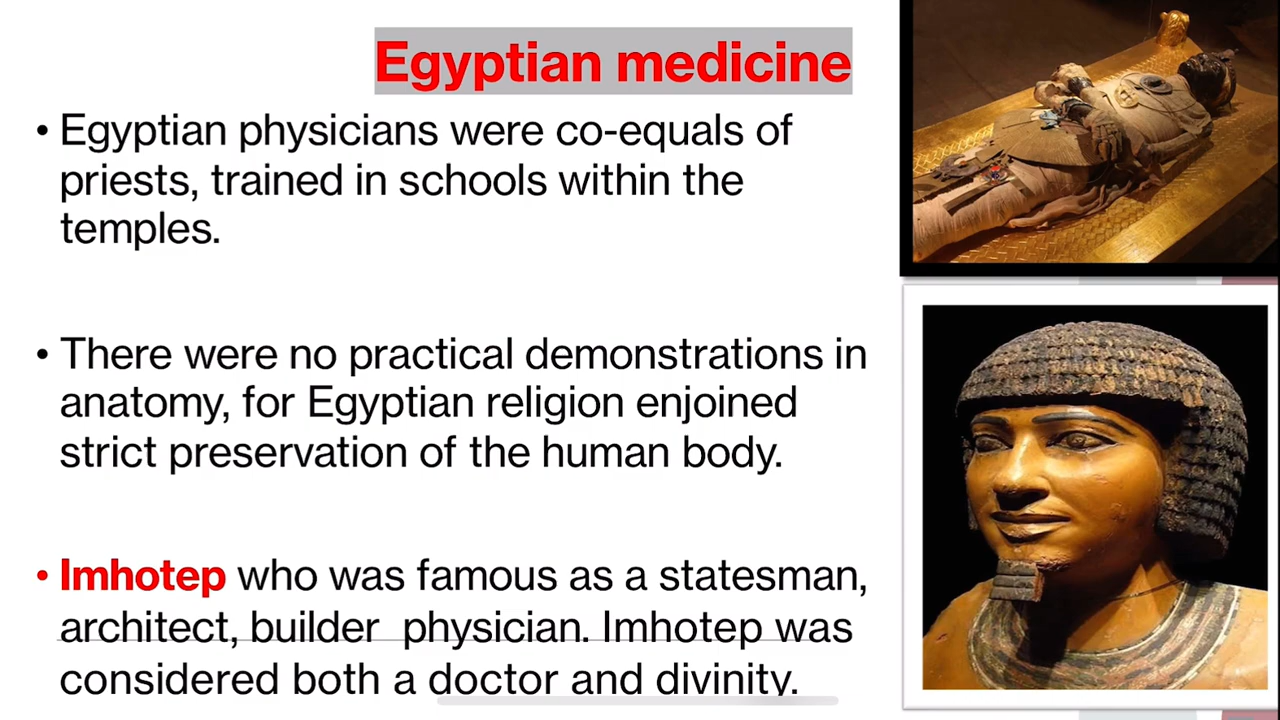 Egyptian medicine
• Egyptian physicians were co-equals of
priests, trained in schools within the
temples.
• There were no practical demonstrations in
anatomy, for Egyptian religion enjoined
strict preservation of the human body.
• Imhotep who was famous as a statesman,
architect, builder  physician. Imhotep was
considered both a doctor and divinity.